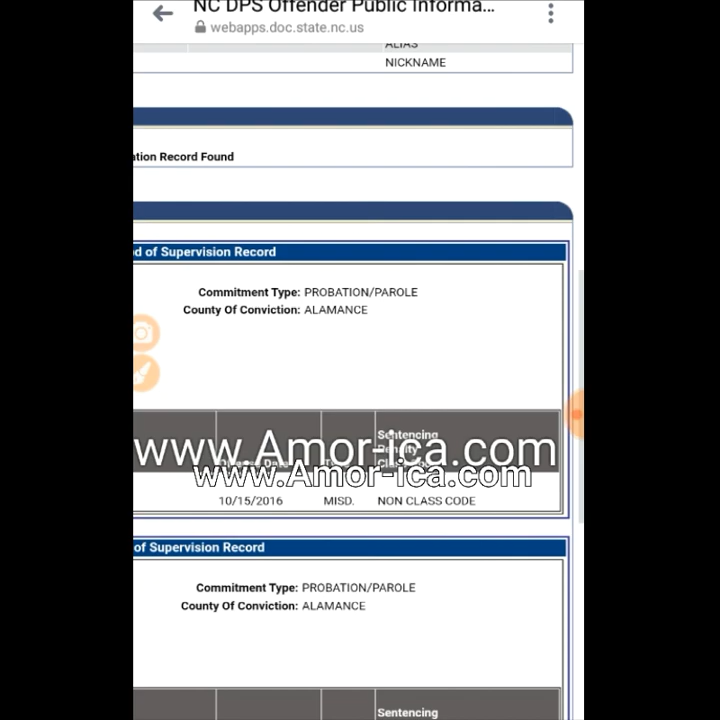 NC DPS Offender Public Informa...
webapps.doc.state.nc.us
ALIAS
NICKNAME
ation Record Found
d of Supervision Record
Commitment Type: PROBATION/PAROLE
County Of Conviction: ALAMANCE
Sentencing
Penalty
www.Amor-ica.com
www.Amor-ica.com
10/15/2016 MISD. NON CLASS CODE
of Supervision Record
Commitment Type: PROBATION/PAROLE
County Of Conviction: ALAMANCE
Sentencing